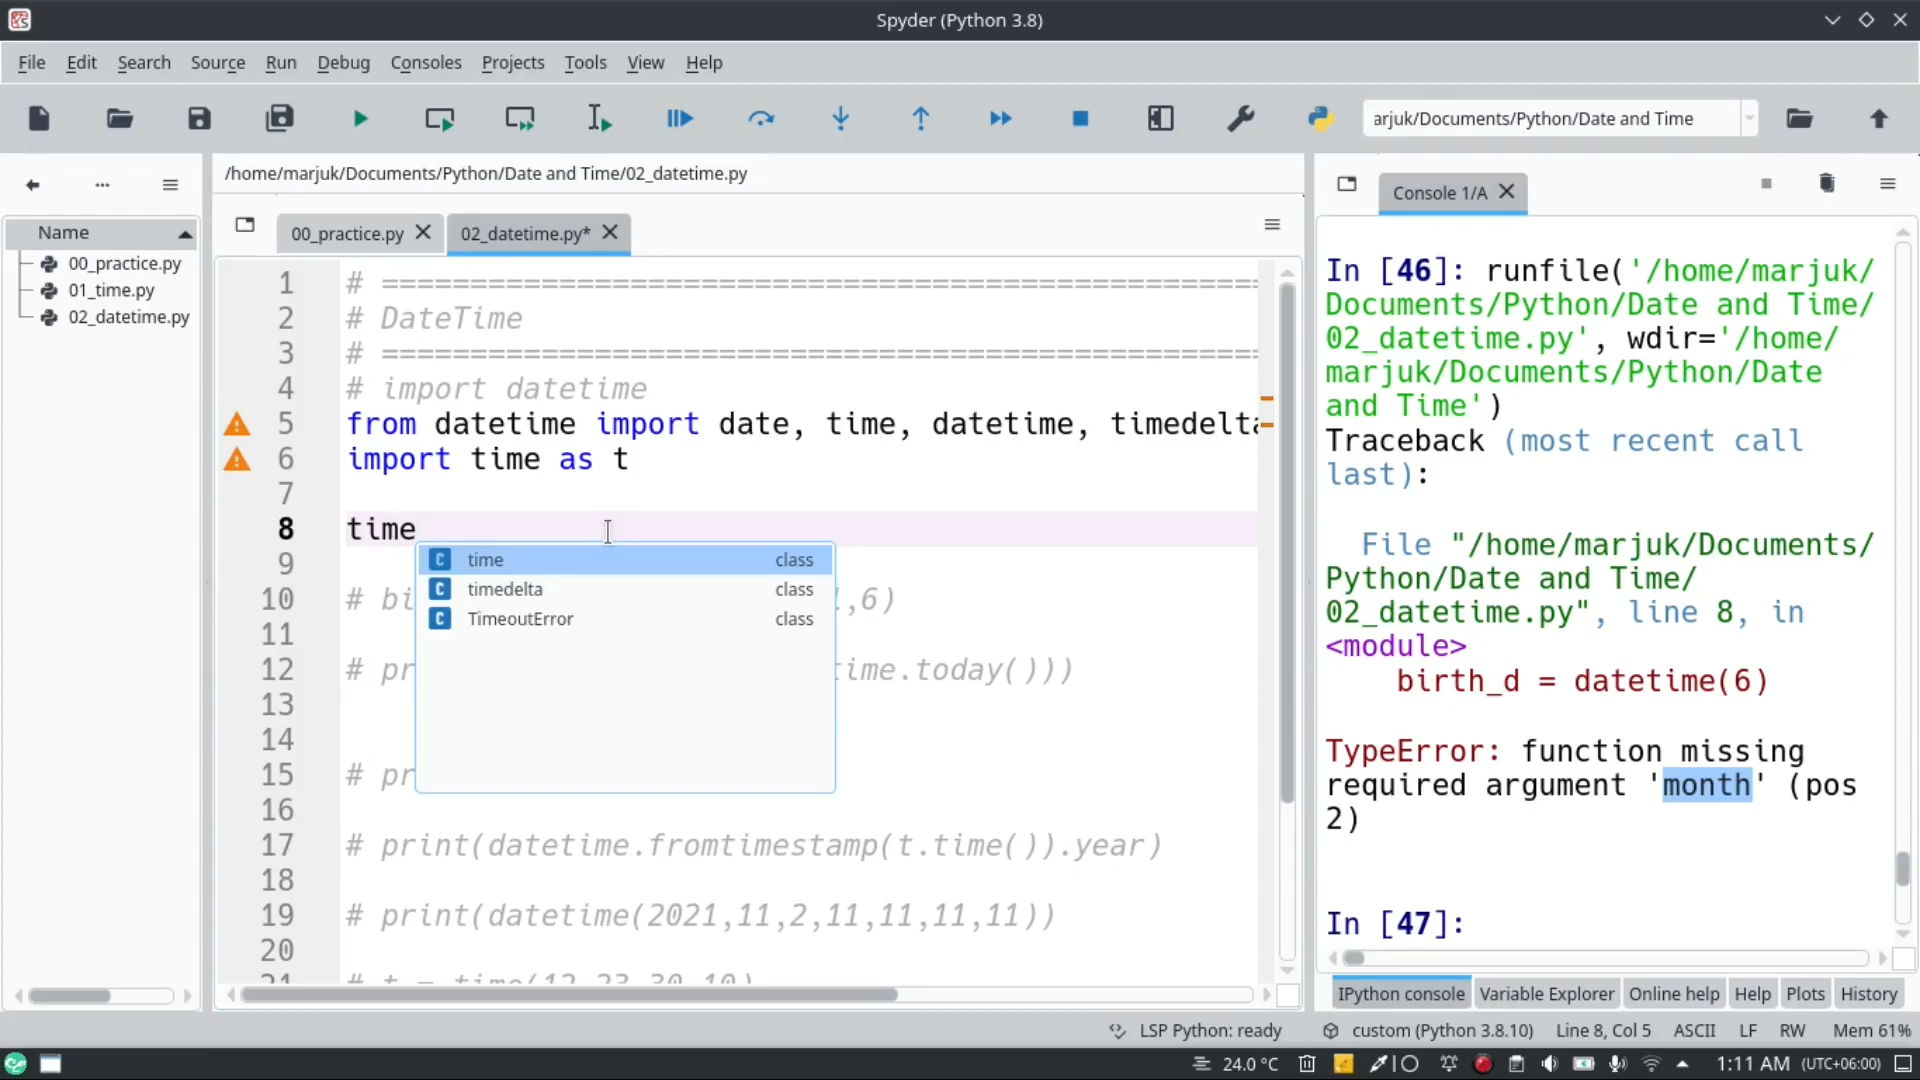 Spyder (Python 3.8)
File Edit Search Source Run Debug Consoles Projects Tools View Help
arjuk/Documents/Python/Date and Time
/home/marjuk/Documents/Python/Date and Time/02_datetime.py
Name
00_practice.py
01_time.py
02_datetime.py
00_practice.py 02_datetime.py*
1 # ==================================================
2 # DateTime
3 # ==================================================
4 # import datetime
5 from datetime import date, time, datetime, timedelta
6 import time as t
7
8 time
9
10 # bi ,6)
11
12 # pr time.today()))
13
14
15 # pr
16
17 # print(datetime.fromtimestamp(t.time()).year)
18
19 # print(datetime(2021,11,2,11,11,11,11))
20
21 # t = time(12,23,30,10)
C time class
C timedelta class
C TimeoutError class
Console 1/A
In [46]: runfile('/home/marjuk/
Documents/Python/Date and Time/
02_datetime.py', wdir='/home/
marjuk/Documents/Python/Date
and Time')
Traceback (most recent call
last):
File "/home/marjuk/Documents/
Python/Date and Time/
02_datetime.py", line 8, in
<module>
birth_d = datetime(6)
TypeError: function missing
required argument 'month' (pos
2)
In [47]:
IPython console Variable Explorer Online help Help Plots History
LSP Python: ready custom (Python 3.8.10) Line 8, Col 5 ASCII LF RW Mem 61%
24.0 °C 1:11 AM (UTC+06:00)